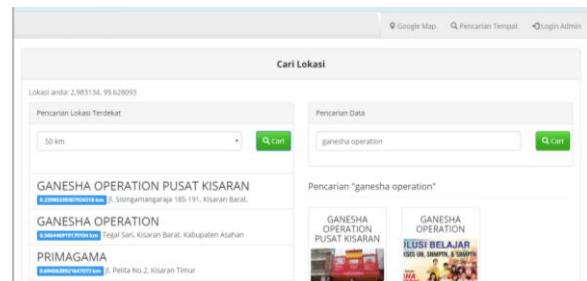 Google Map Pencarian Tempat Login Admin
Cari Lokasi
Lokasi anda: 2.983134, 99.628093
Pencarian Lokasi Terdekat
50 km
Cari
GANESHA OPERATION PUSAT KISARAN
Jl. Sisingamangaraja 185-191. Kisaran Barat.
GANESHA OPERATION
Tegal Sari. Kisaran Barat. Kabupaten Asahan
PRIMAGAMA
Jl. Pelita No.2. Kisaran Timur
Pencarian Data
ganesha operation
Cari
Pencarian "ganesha operation"
GANESHA
OPERATION
PUSAT KISARAN
GANESHA
OPERATION
BELAJAR